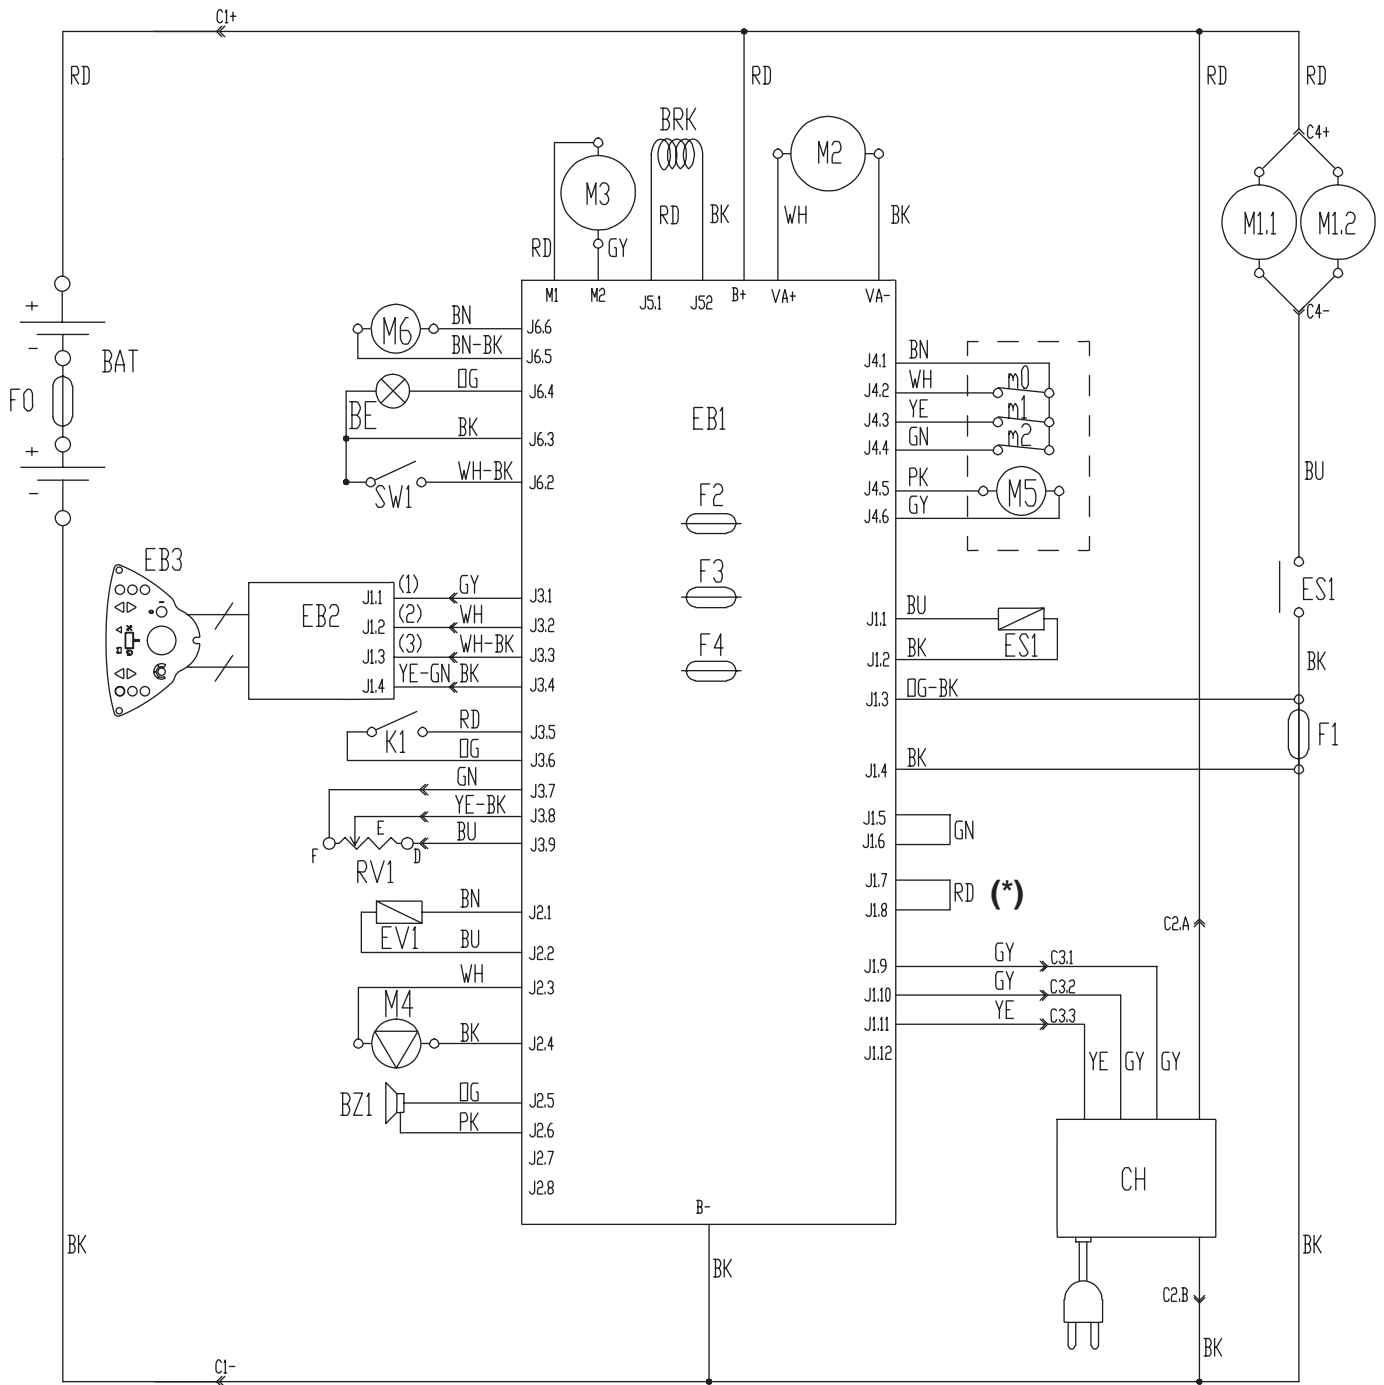 C1+
RD
RD
RD
RD
BRK
C4+
M2
M3
M1.1
M1.2
RD
BK
WH
BK
RD
GY
M1
M2
J5.1
J52
B+
VA+
VA-
C4-
+
-
BAT
F0
+
-
M6
BN
J6.6
BN-BK
J6.5
OG
J6.4
BE
BK
J6.3
WH-BK
SW1
J6.2
EB1
F2
F3
F4
J4.1
BN
J4.2
WH
m0
J4.3
YE
m1
J4.4
GN
m2
J4.5
PK
M5
J4.6
GY
BU
EB3
EB2
J1.1
(1)
GY
J3.1
J1.2
(2)
WH
J3.2
J1.3
(3)
WH-BK
J3.3
J1.4
YE-GN
BK
J3.4
J1.1
BU
J1.2
BK
ES1
ES1
BK
J1.3
OG-BK
F1
J1.4
BK
K1
RD
J3.5
OG
J3.6
GN
J3.7
YE-BK
J3.8
E
BU
J3.9
F
D
RV1
J1.5
J1.6
GN
J1.7
J1.8
RD
(*)
BN
J2.1
EV1
BU
J2.2
WH
J2.3
M4
BK
J2.4
BZ1
OG
J2.5
PK
J2.6
J2.7
J2.8
C2.A
J1.9
GY
C3.1
J1.10
GY
C3.2
J1.11
YE
C3.3
J1.12
YE
GY
GY
CH
B-
BK
BK
BK
C2.B
BK
C1-